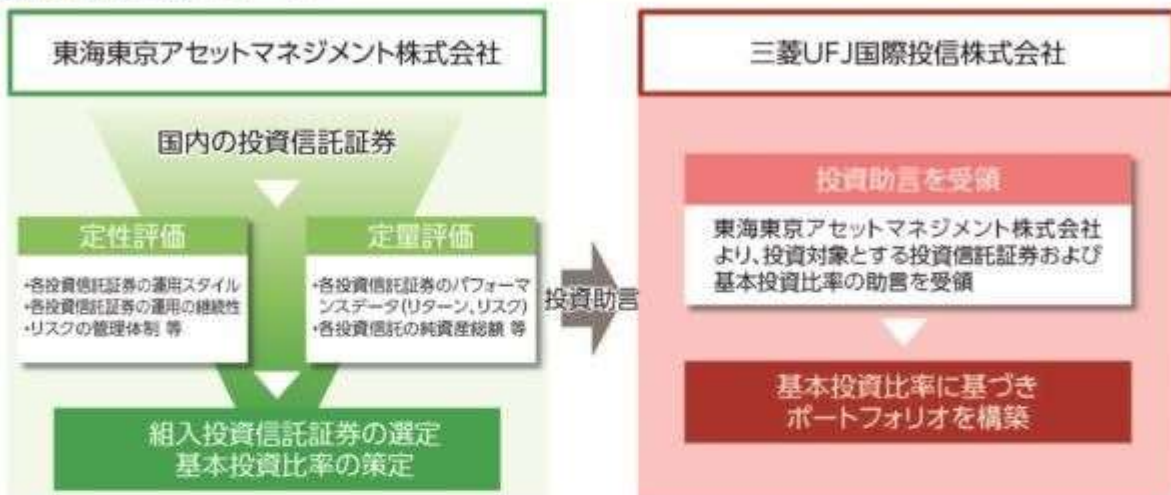 東海東京アセットマネジメント株式会社
国内の投資信託証券
定性評価
・各投資信託証券の運用スタイル
・各投資信託証券の運用の継続性
・リスクの管理体制 等
定量評価
・各投資信託証券のパフォーマ
ンスデータ(リターン、リスク)
・各投資信託の純資産総額 等
組入投資信託証券の選定
基本投資比率の策定
投資助言
三菱UFJ国際投信株式会社
投資助言を受領
東海東京アセットマネジメント株式会社
より、投資対象とする投資信託証券および
基本投資比率の助言を受領
基本投資比率に基づき
ポートフォリオを構築